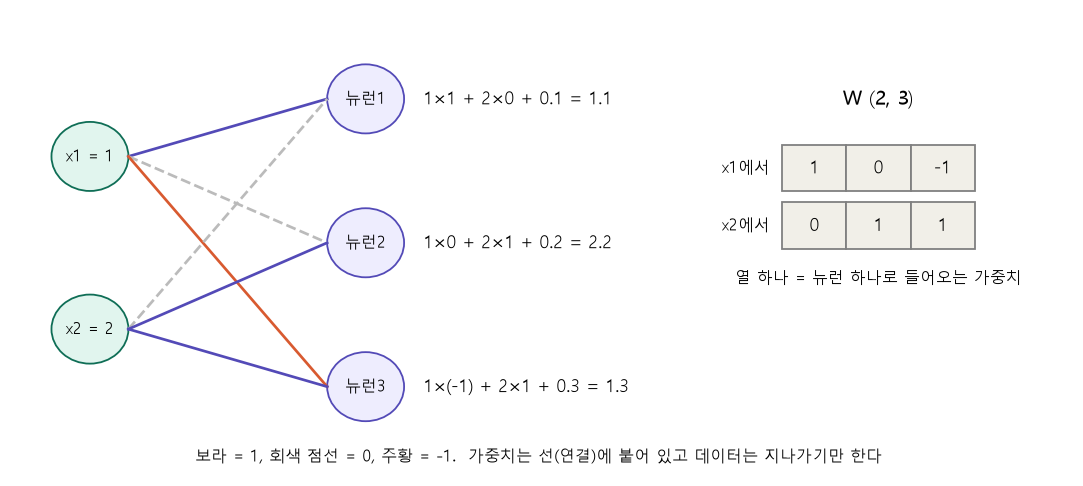 x1 = 1
x2 = 2
뉴런1
1×1 + 2×0 + 0.1 = 1.1
뉴런2
1×0 + 2×1 + 0.2 = 2.2
뉴런3
1×(-1) + 2×1 + 0.3 = 1.3
W (2, 3)
x1에서 1 0 -1
x2에서 0 1 1
열 하나 = 뉴런 하나로 들어오는 가중치
보라 = 1, 회색 점선 = 0, 주황 = -1. 가중치는 선(연결)에 붙어 있고 데이터는 지나가기만 한다